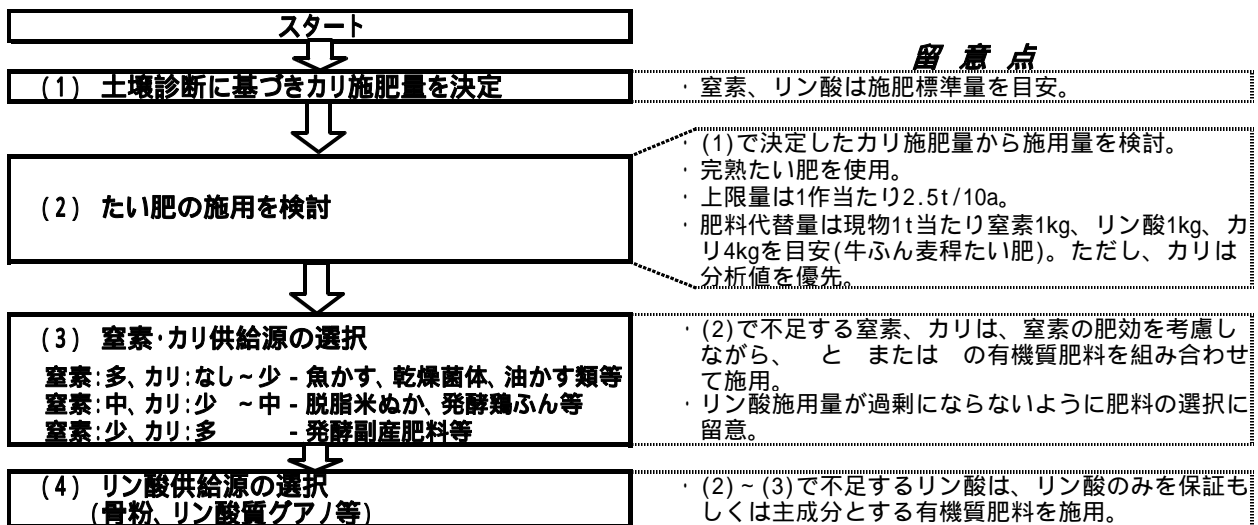 スタート
留意点
(1) 土壌診断に基づきカリ施肥量を決定
・窒素、リン酸は施肥標準量を目安。
(2) たい肥の施用を検討
・(1)で決定したカリ施肥量から施用量を検討。
・完熟たい肥を使用。
・上限量は1作当たり2.5t/10a。
・肥料代替量は現物1t当たり窒素1kg、リン酸1kg、カ
リ4kgを目安(牛ふん麦稈たい肥)。ただし、カリは
分析値を優先。
(3) 窒素・カリ供給源の選択
窒素:多、カリ:なし~少 - 魚かす、乾燥菌体、油かす類等
窒素:中、カリ:少 ~中 - 脱脂米ぬか、発酵鶏ふん等
窒素:少、カリ:多 - 発酵副産肥料等
・(2)で不足する窒素、カリは、窒素の肥効を考慮し
ながら、 と または の有機質肥料を組み合わせ
て施用。
・リン酸施用量が過剰にならないように肥料の選択に
留意。
(4) リン酸供給源の選択
(骨粉、リン酸質グアノ等)
・(2)~(3)で不足するリン酸は、リン酸のみを保証も
しくは主成分とする有機質肥料を施用。